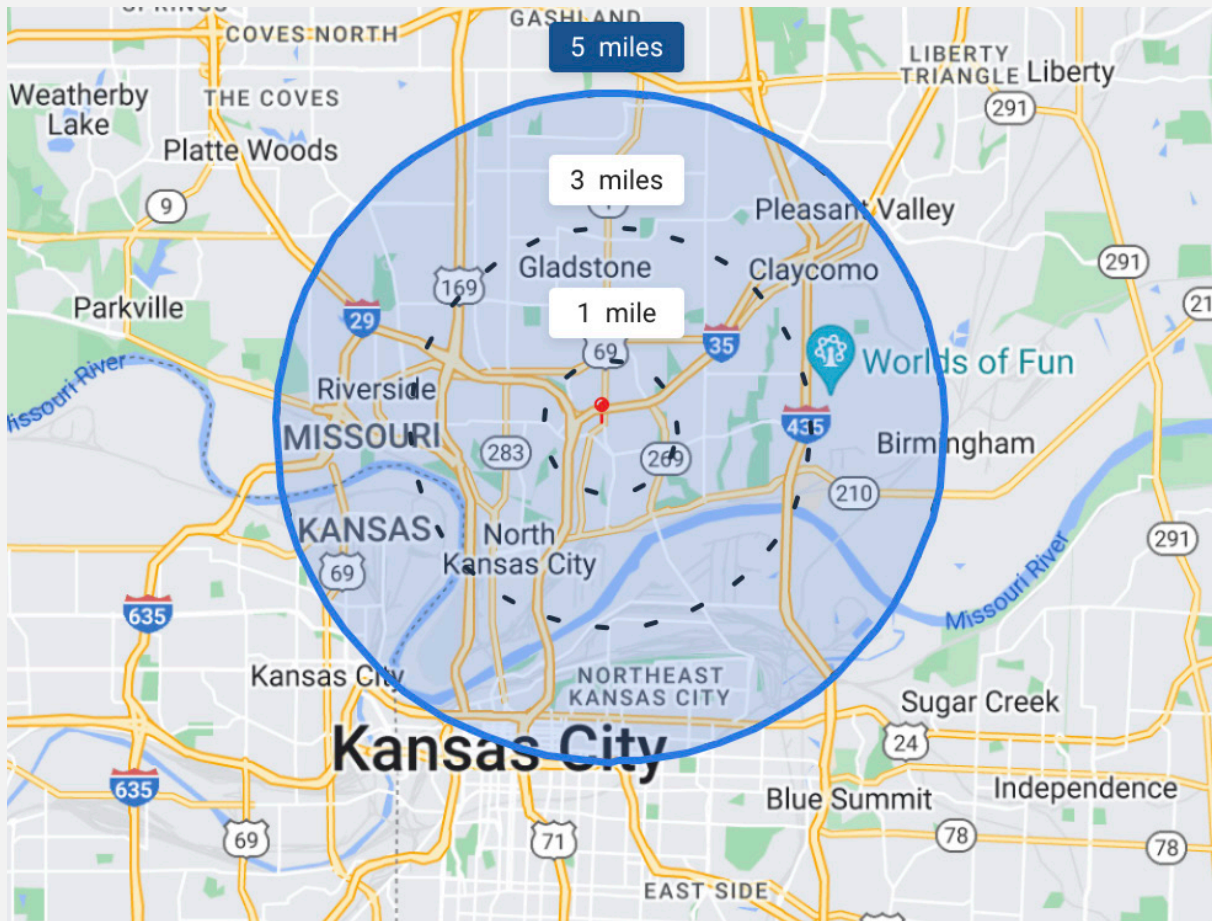 SPRINGS
GASHLAND
COVES NORTH
5 miles
LIBERTY
TRIANGLE
Liberty
Weatherby
Lake
THE COVES
291
Platte Woods
3 miles
9
Pleasant Valley
Gladstone
Claycomo
291
169
Parkville
1 mile
21
29
69
35
Worlds of Fun
Missouri River
Riverside
MISSOURI
435
283
269
Birmingham
210
KANSAS
North
Kansas City
291
69
Missouri River
635
Kansas City
NORTHEAST
KANSAS CITY
Sugar Creek
24
Kansas City
635
Blue Summit
Independence
69
71
78
78
EAST SIDE